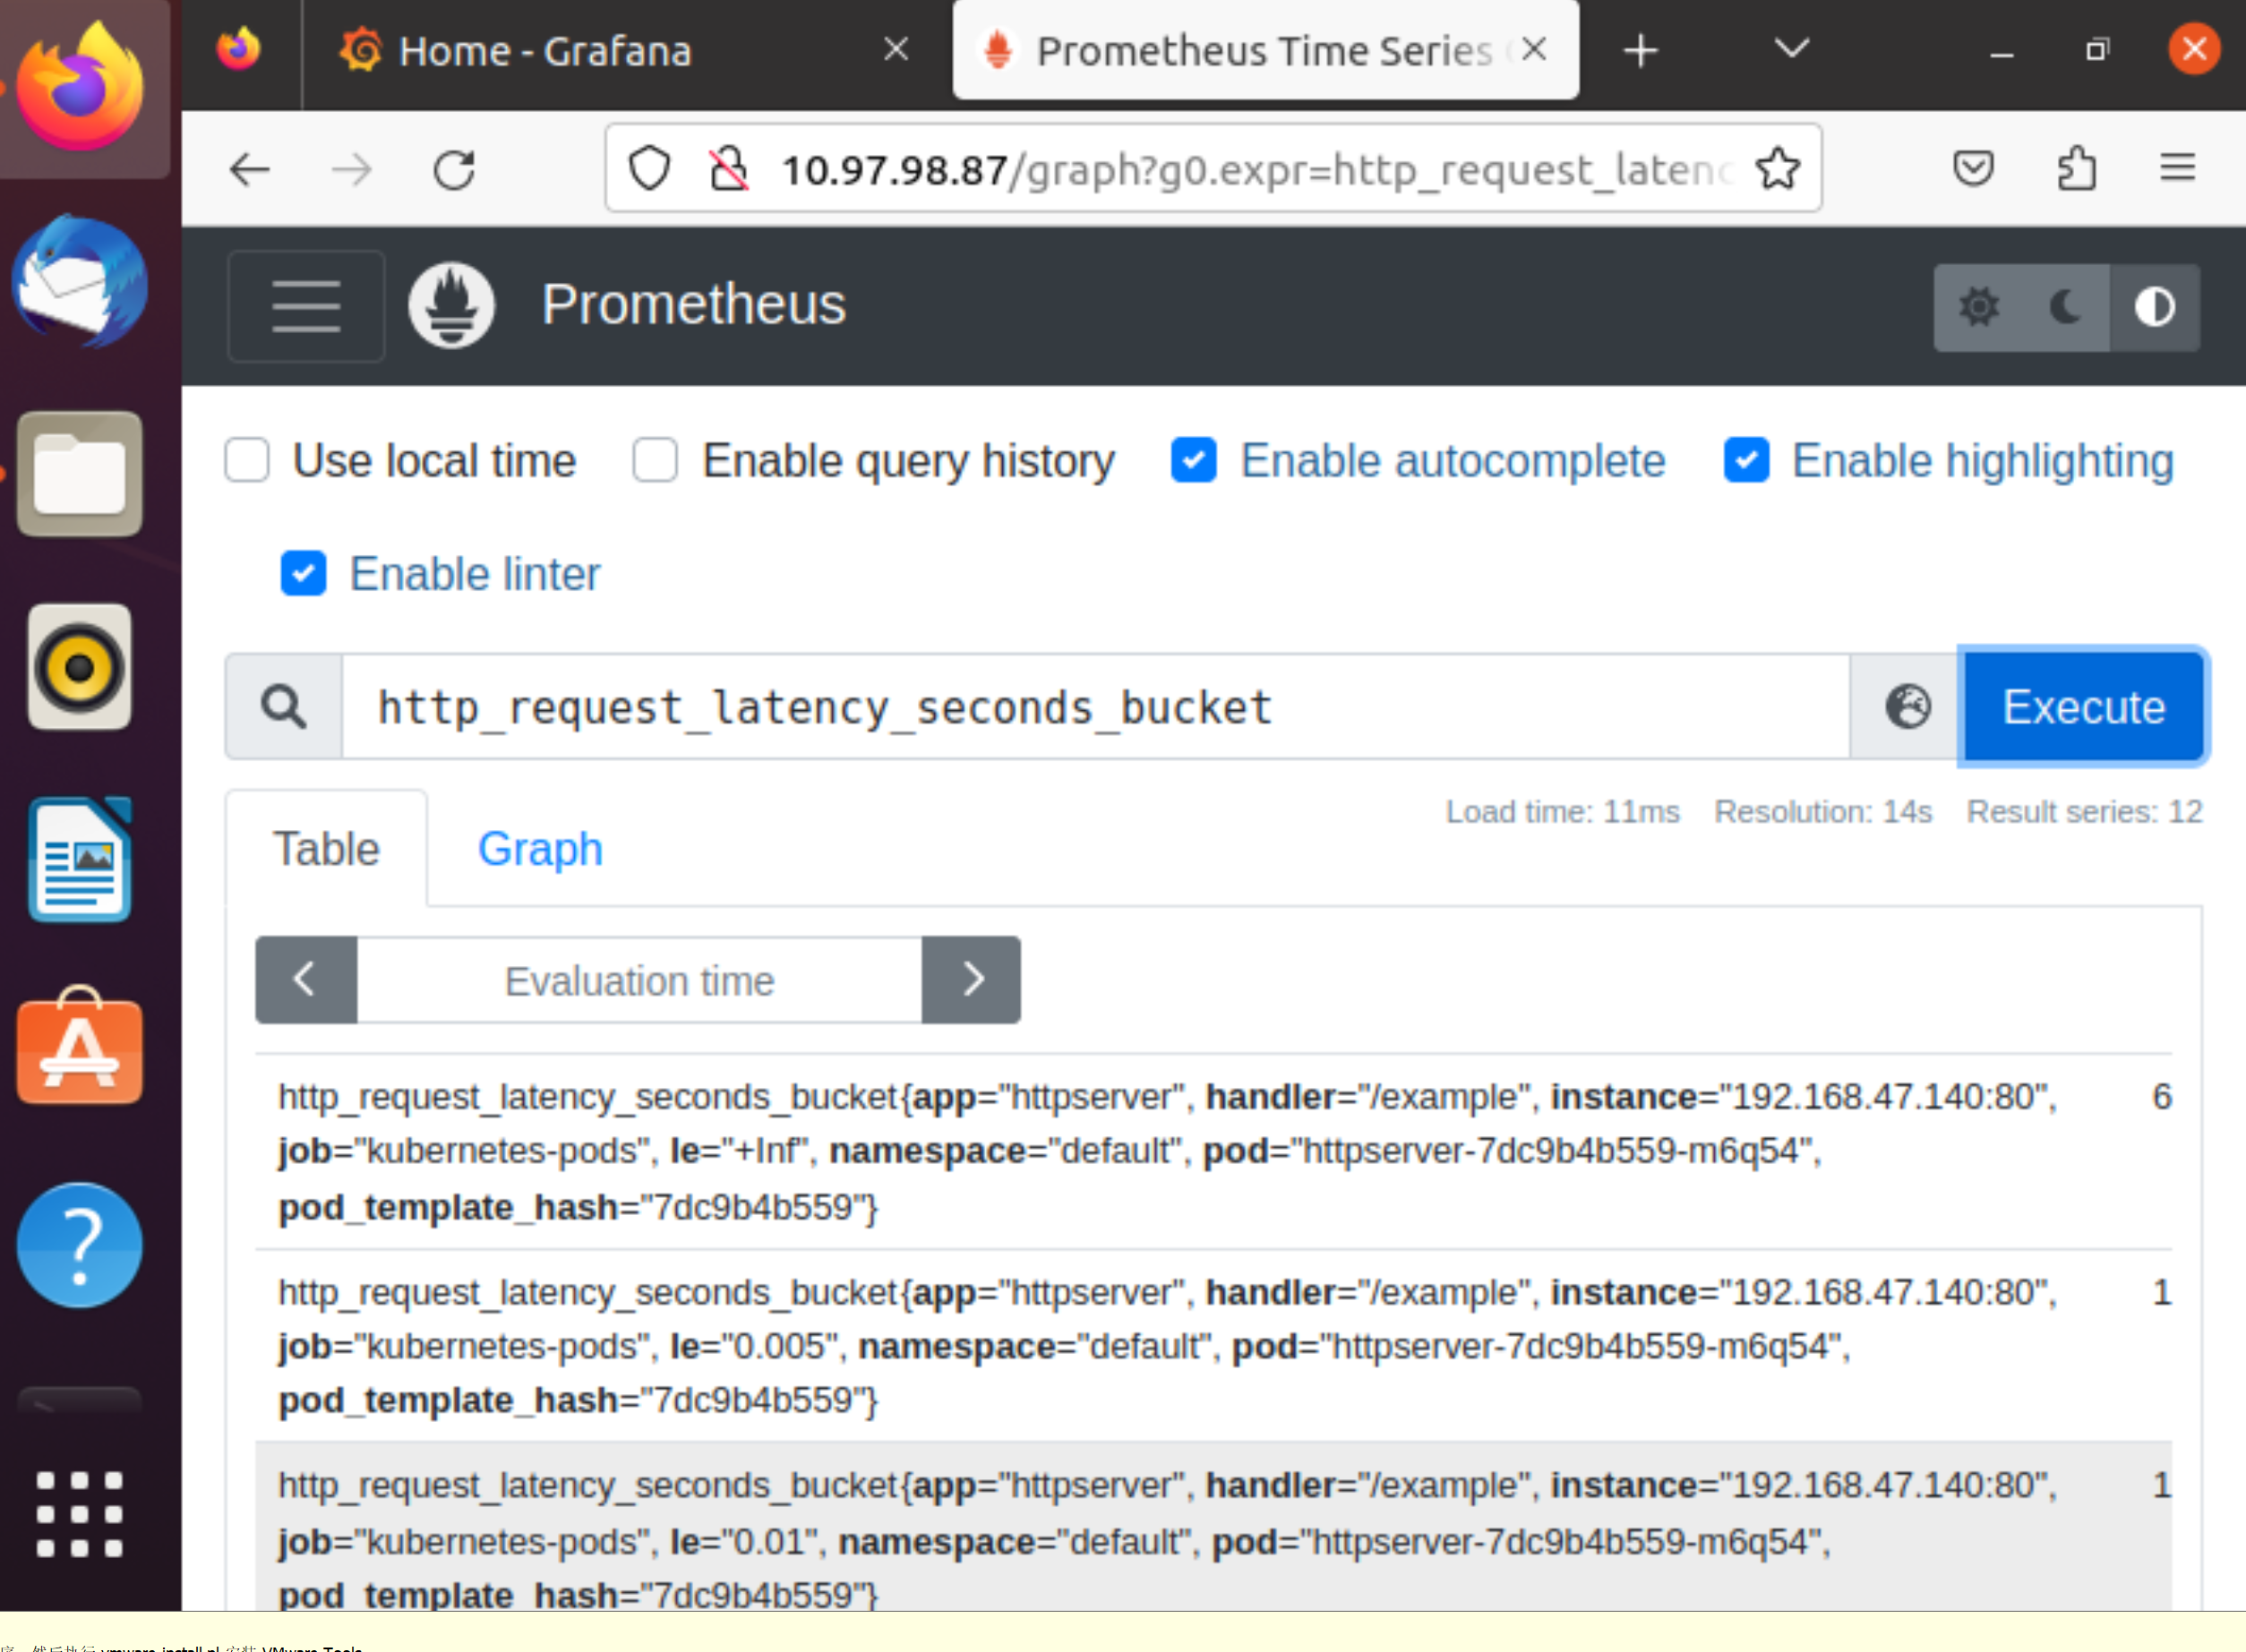 Home - Grafana
Prometheus Time Series
10.97.98.87/graph?g0.expr=http_request_latenc
Prometheus
Use local time Enable query history Enable autocomplete Enable highlighting
Enable linter
http_request_latency_seconds_bucket Execute
Load time: 11ms Resolution: 14s Result series: 12
Table Graph
Evaluation time
http_request_latency_seconds_bucket{app="httpserver", handler="/example", instance="192.168.47.140:80", 6
job="kubernetes-pods", le="+Inf", namespace="default", pod="httpserver-7dc9b4b559-m6q54",
pod_template_hash="7dc9b4b559"}
http_request_latency_seconds_bucket{app="httpserver", handler="/example", instance="192.168.47.140:80", 1
job="kubernetes-pods", le="0.005", namespace="default", pod="httpserver-7dc9b4b559-m6q54",
pod_template_hash="7dc9b4b559"}
http_request_latency_seconds_bucket{app="httpserver", handler="/example", instance="192.168.47.140:80", 1
job="kubernetes-pods", le="0.01", namespace="default", pod="httpserver-7dc9b4b559-m6q54",
pod_template_hash="7dc9b4b559"}